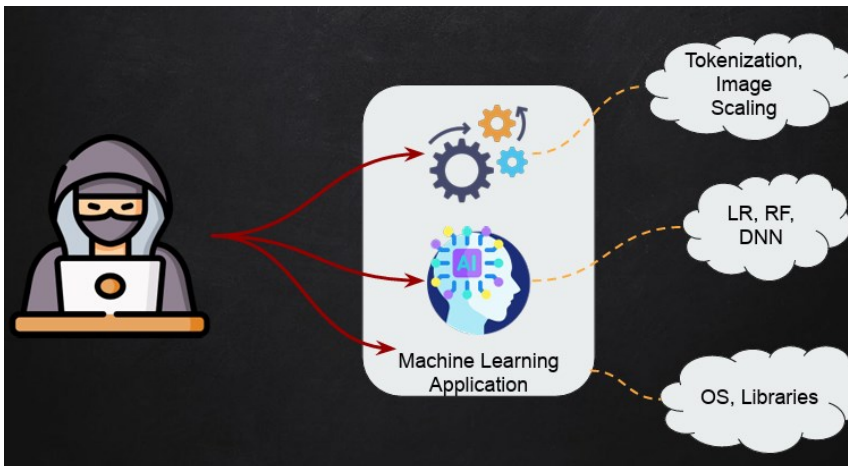 Tokenization,
Image
Scaling
AI
LR, RF,
DNN
Machine Learning
Application
OS, Libraries